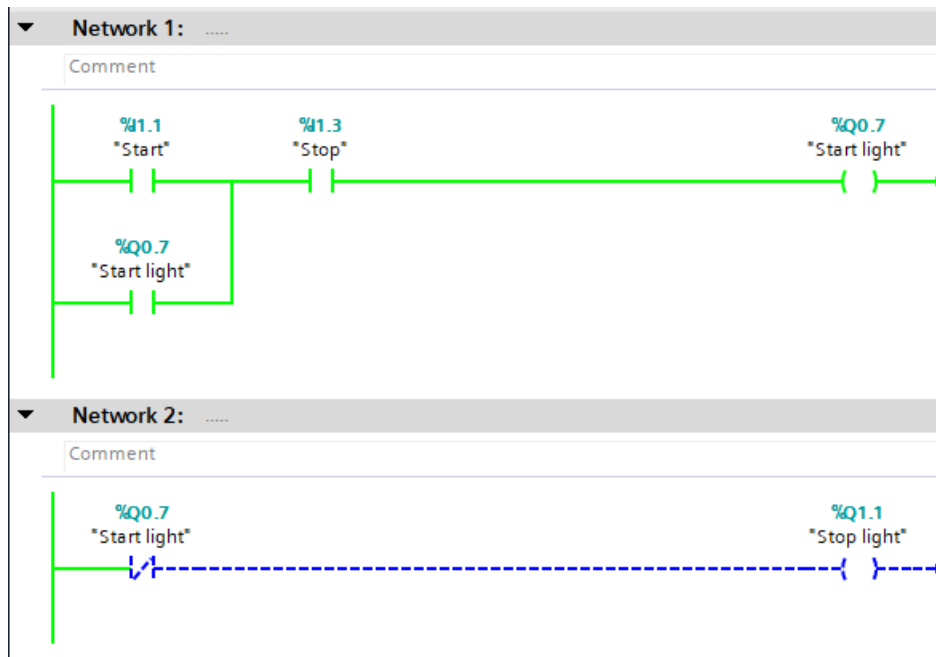 Network 1: .....
Comment
%I1.1 %I1.3 %Q0.7
"Start" "Stop" "Start light"
%Q0.7
"Start light"
Network 2: .....
Comment
%Q0.7 %Q1.1
"Start light" "Stop light"